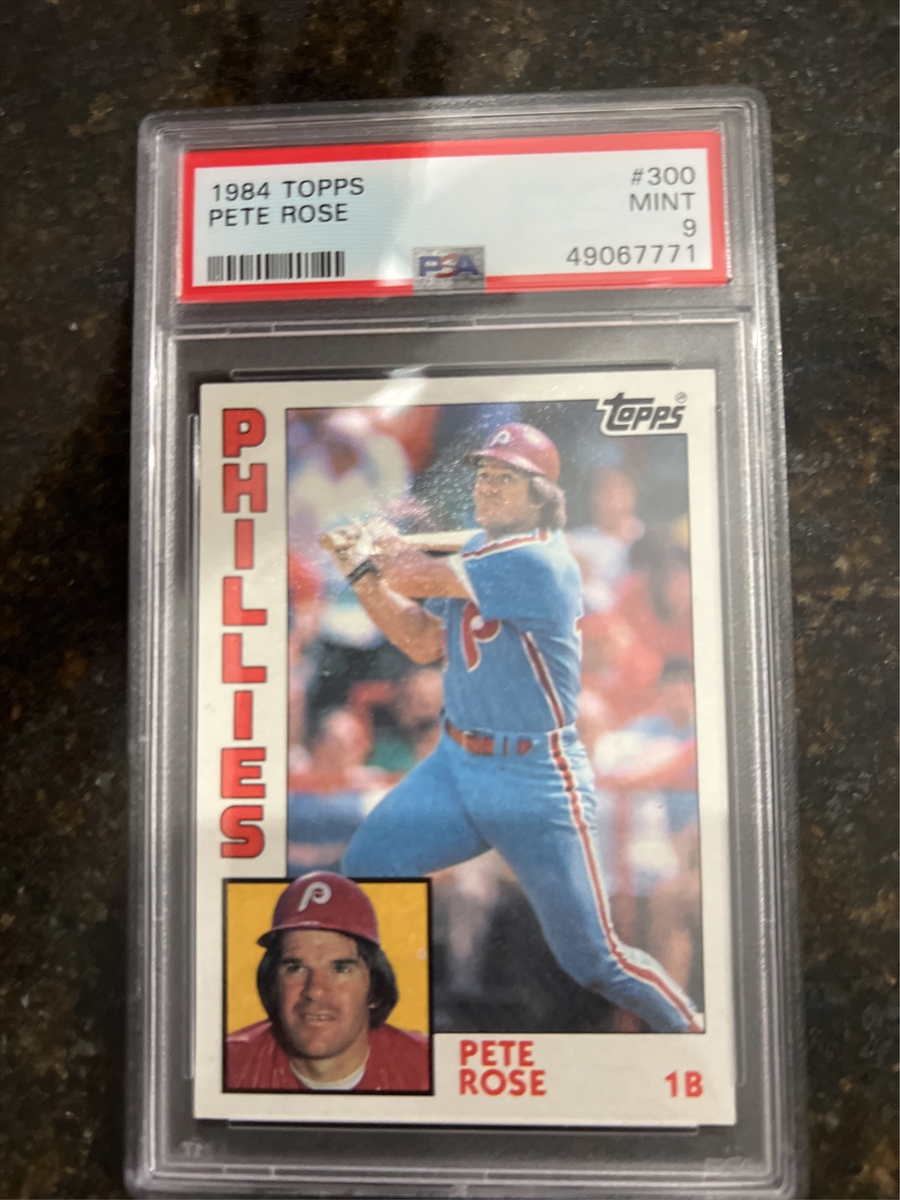 1984 TOPPS
PETE ROSE
#300
MINT
9
49067771
PSA
topps
PHILLIES
P
P
P
PETE
ROSE
1B